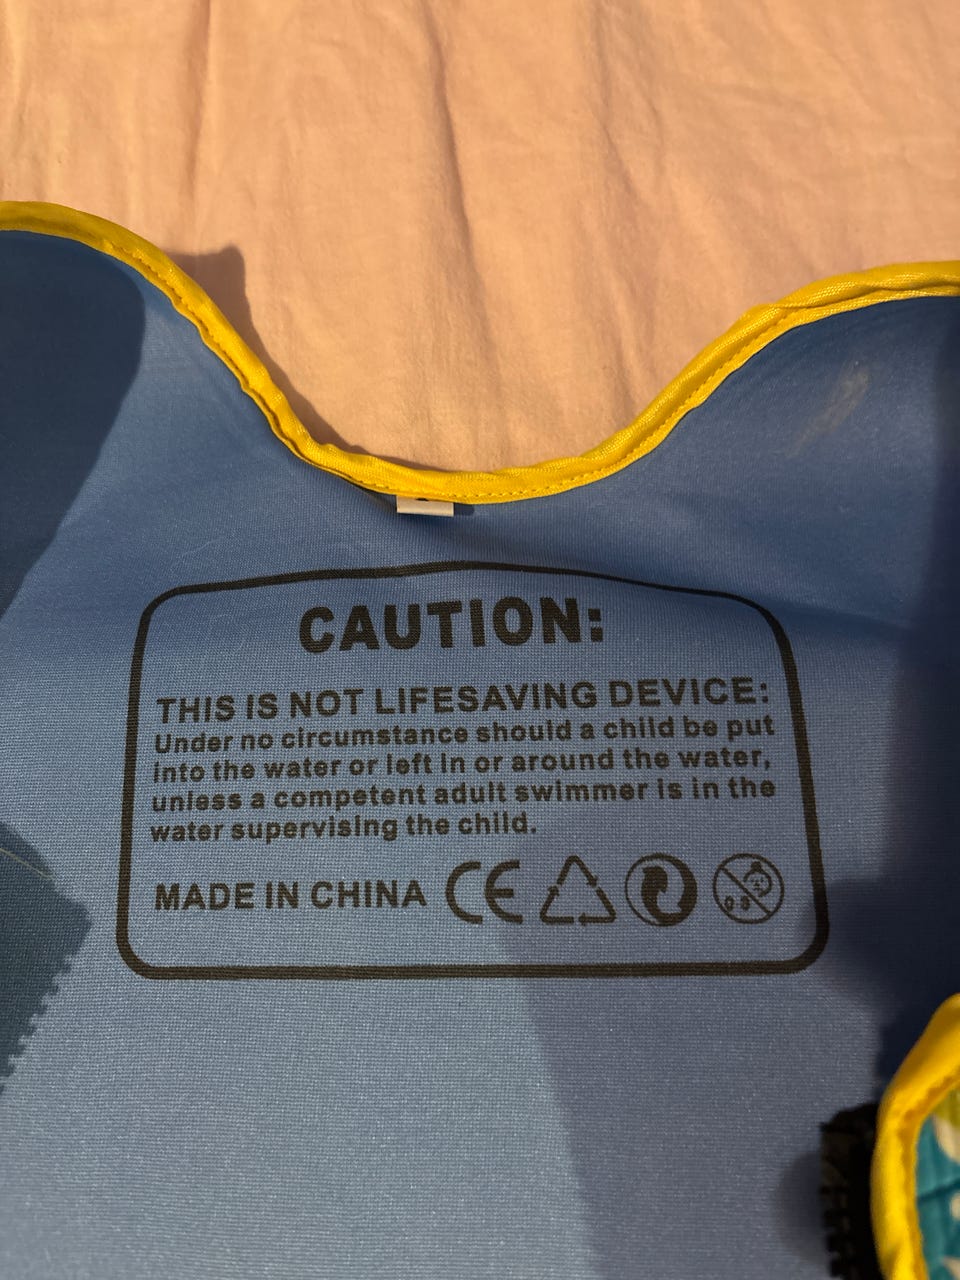 CAUTION:
THIS IS NOT LIFESAVING DEVICE:
Under no circumstance should a child be put
into the water or left in or around the water,
unless a competent adult swimmer is in the
water supervising the child.
MADE IN CHINA CE